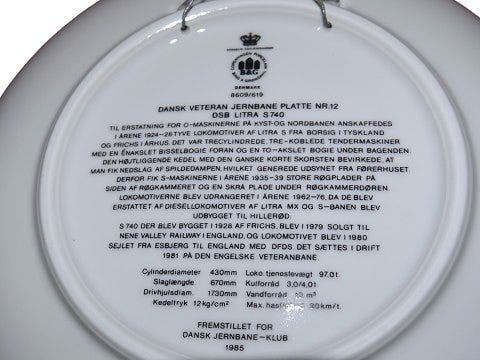 COPENHAGEN PORCELAIN
B&G
DENMARK
8609/619
DANSK VETERAN JERNBANE PLATTE NR.12
DSB LITRA S740
TIL ERSTATNING FOR O-MASKINERNE PÅ KYST-OG NORDBANEN ANSKAFFEDES
I ÅRENE 1924-28 TYVE LOKOMOTIVER AF LITRA S FRA BORSIG I TYSKLAND
OG FRICHS I ÅRHUS. DET VAR TRECYLINDREDE, TRE-KOBLEDE TENDERMASKINER
MED EN ÉNAKSLET BISSELBOGIE FORAN OG EN TO-AKSLET BOGIE UNDER BAGENDEN.
DEN HØJTLIGGENDE KEDEL MED DEN GANSKE KORTE SKORSTEN BEVIRKEDE, AT
MAN FIK NEDSLAG AF SPILDEDAMPEN, HVILKET GENEREDE UDSYNET FRA FØRERHUSET.
DERFOR FIK S-MASKINERNE I ÅRENE 1935-39 STORE RØGPLADER PÅ
SIDEN AF RØGKAMMERET OG EN SKRÅ PLADE UNDER RØGKAMMERDØREN.
LOKOMOTIVERNE BLEV UDRANGERET I ÅRENE 1962-76, DA DE BLEV
ERSTATTET AF DIESELLOKOMOTIVER AF LITRA MX OG S-BANEN BLEV
UDBYGGET TIL HILLERØD.
S 740 DER BLEV BYGGET I 1928 AF FRICHS, BLEV I 1979 SOLGT TIL
NENE VALLEY RAILWAY I ENGLAND, OG LOKOMOTIVET BLEV I 1980
SEJLET FRA ESBJERG TIL ENGLAND MED DFDS DET SÆTTES I DRIFT
1981 PÅ DEN ENGELSKE VETERANBANE.
Cylinderdiameter 430mm Loko tjenestevægt 97,0 t.
Slaglængde 670mm Kulforråd 3,0/4,0 t.
Drivhjulsdiam. 1730mm Vandforråd m³
Kedeltryk 12 kg/cm² Max. km/t.
FREMSTILLET FOR
DANSK JERNBANE-KLUB
1985